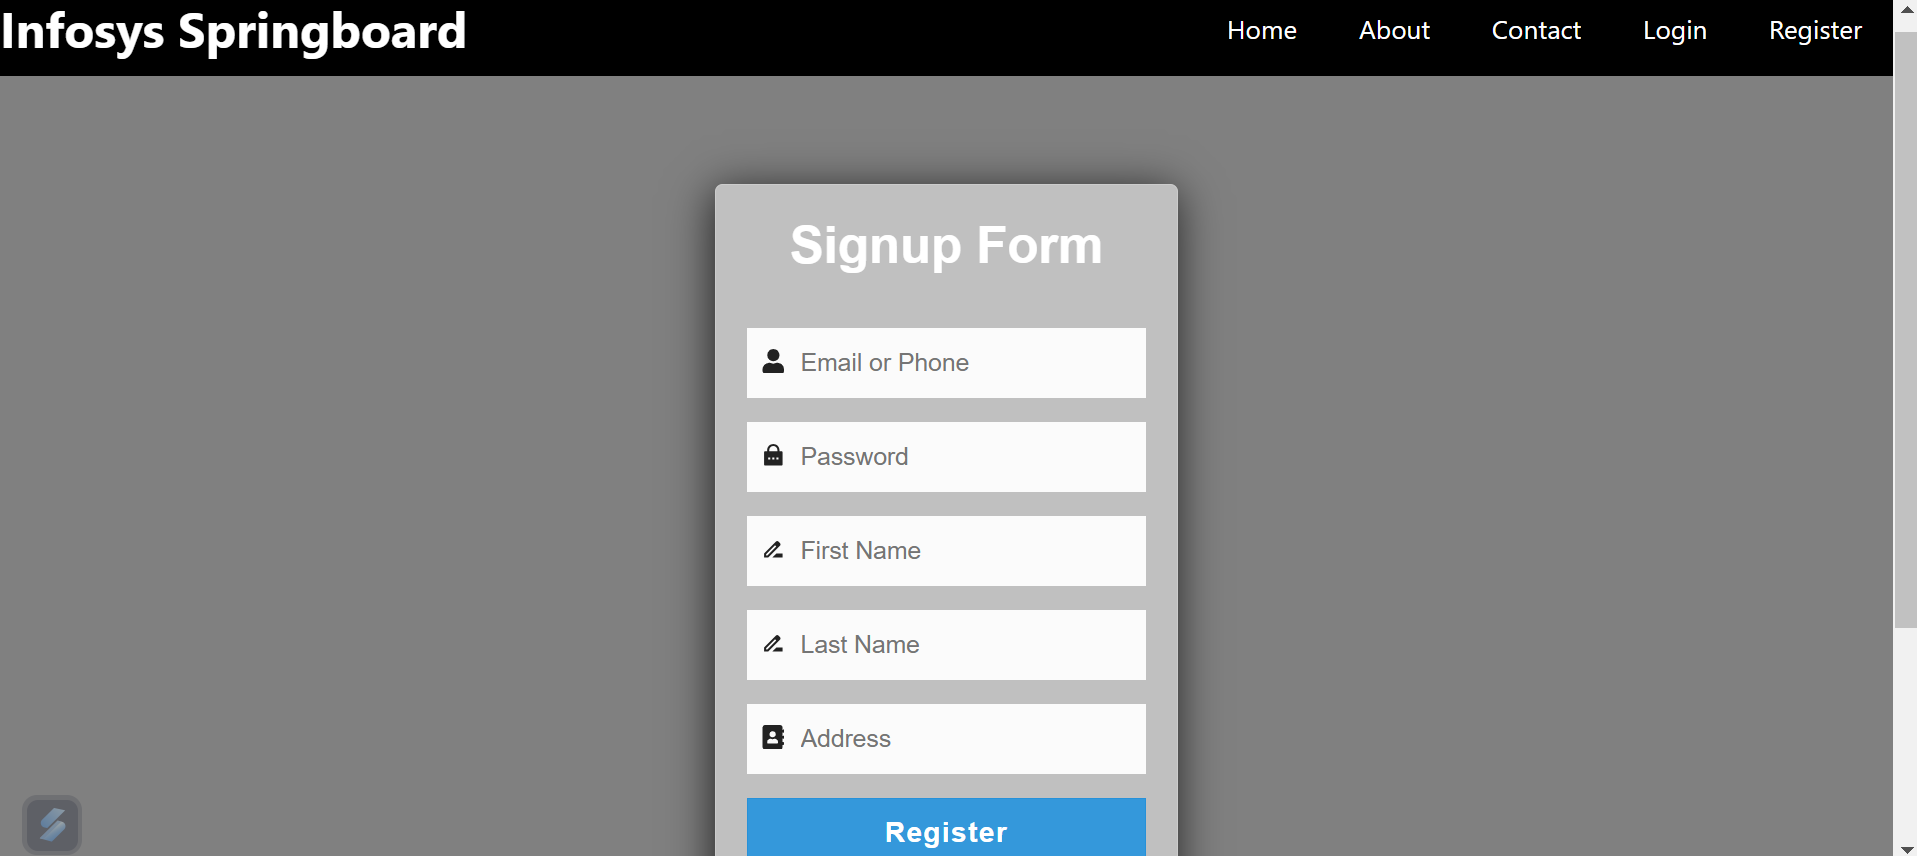 Infosys Springboard
Home About Contact Login Register
Signup Form
Email or Phone
Password
First Name
Last Name
Address
Register